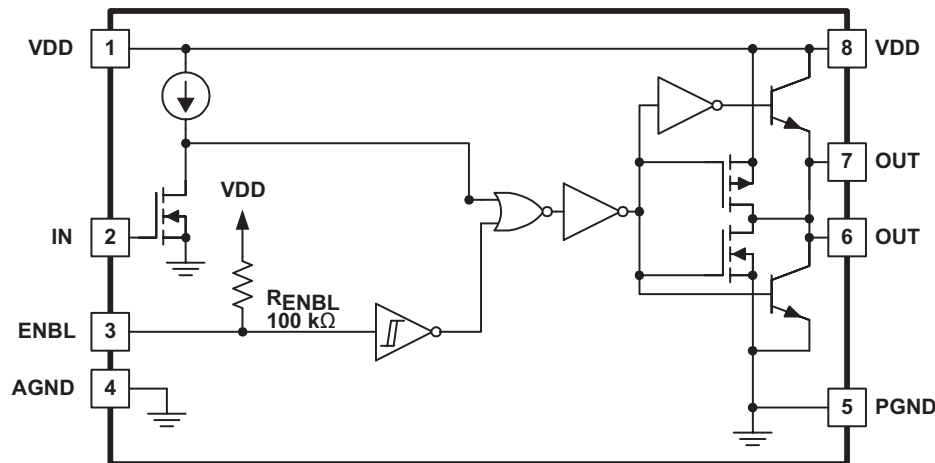 VDD 1
8 VDD
7 OUT
VDD
IN 2
6 OUT
RENBL
100 kΩ
ENBL 3
AGND 4
5 PGND